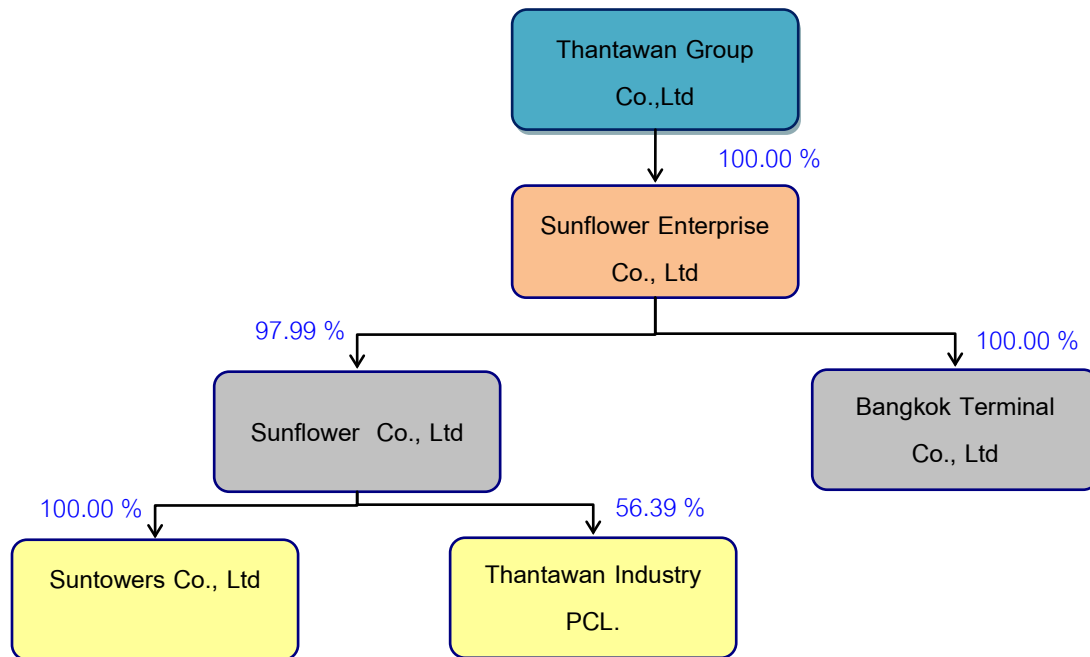 Thantawan Group
Co.,Ltd
100.00 %
Sunflower Enterprise
Co., Ltd
97.99 %
100.00 %
Sunflower Co., Ltd
Bangkok Terminal
Co., Ltd
100.00 %
56.39 %
Suntowers Co., Ltd
Thantawan Industry
PCL.